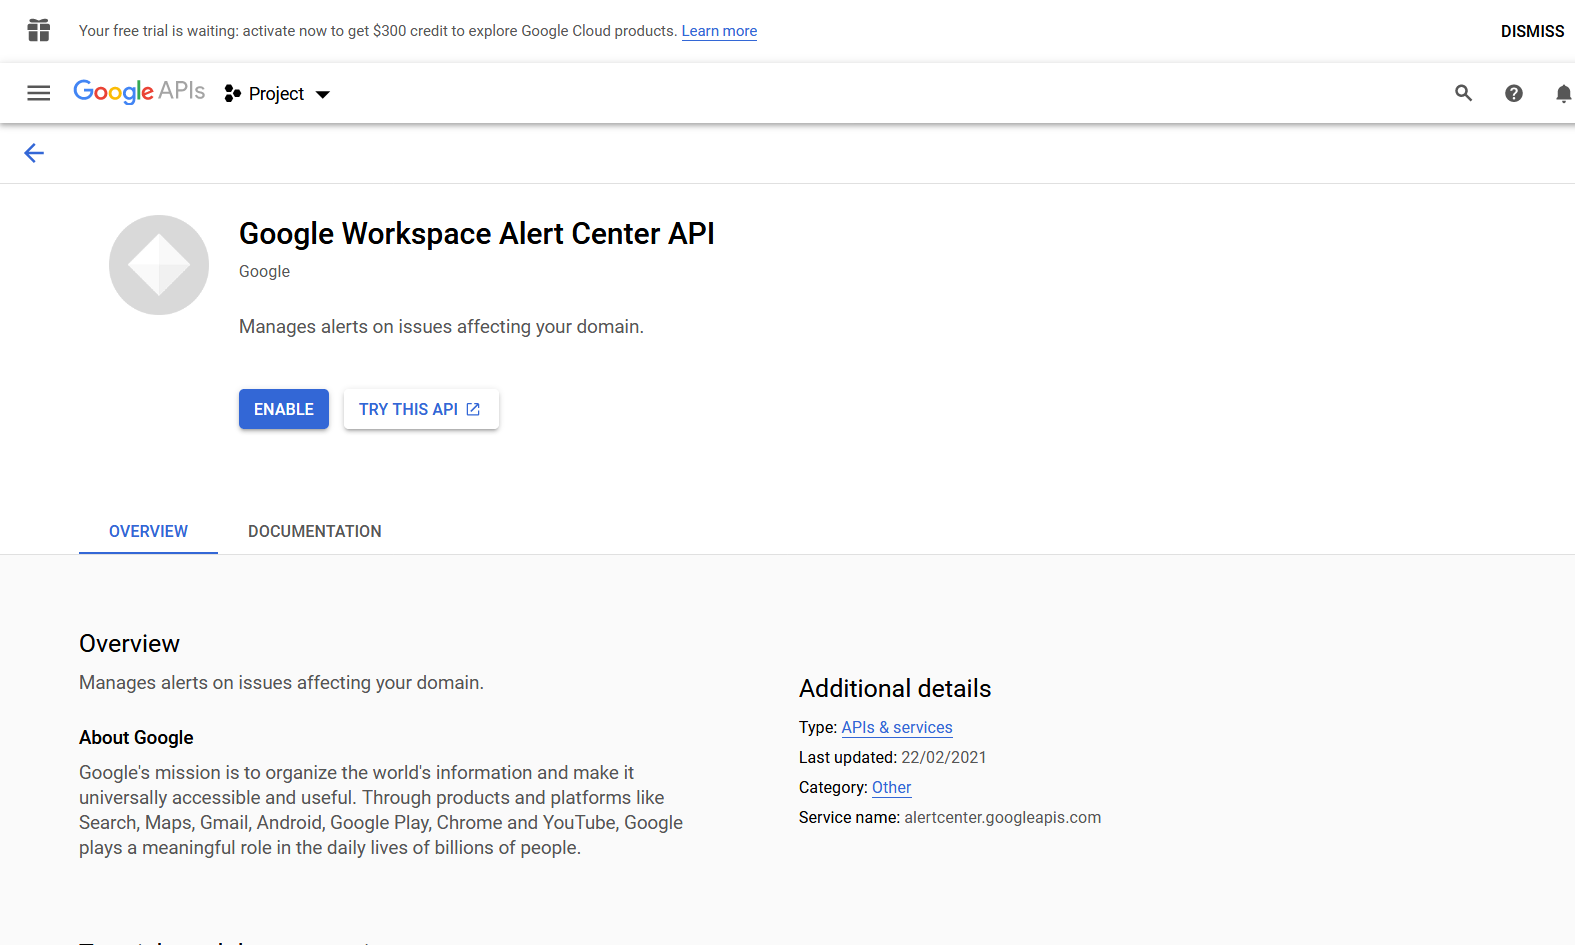 Your free trial is waiting: activate now to get $300 credit to explore Google Cloud products. Learn more
DISMISS
Google APIs
Project
Google Workspace Alert Center API
Google
Manages alerts on issues affecting your domain.
ENABLE
TRY THIS API
OVERVIEW
DOCUMENTATION
Overview
Manages alerts on issues affecting your domain.
About Google
Google's mission is to organize the world's information and make it
universally accessible and useful. Through products and platforms like
Search, Maps, Gmail, Android, Google Play, Chrome and YouTube, Google
plays a meaningful role in the daily lives of billions of people.
Additional details
Type: APIs & services
Last updated: 22/02/2021
Category: Other
Service name: alertcenter.googleapis.com